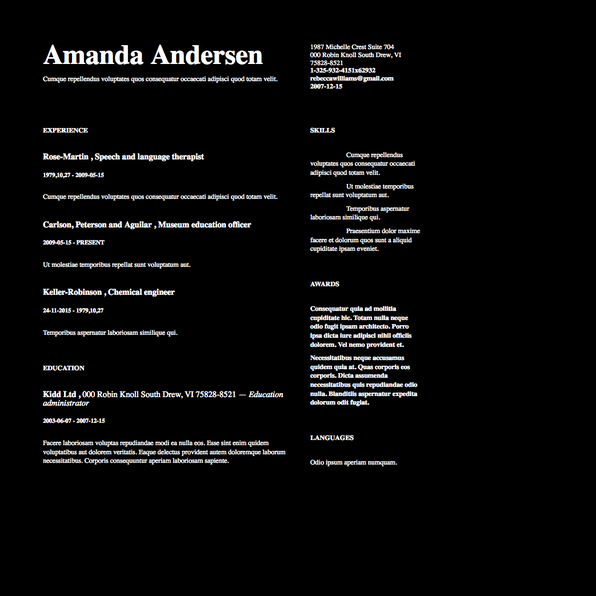 Amanda Andersen
Cumque repellendus voluptates quos consequatur occaecati adipisci quod totam velit.
1987 Michelle Crest Suite 704
000 Robin Knoll South Drew, VI
75828-8521
1-325-932-4151x62932
rebeccawilliams@gmail.com
2007-12-15
EXPERIENCE
Rose-Martin , Speech and language therapist
1979,10,27 - 2009-05-15
Cumque repellendus voluptates quos consequatur occaecati adipisci quod totam velit.
Carlson, Peterson and Aguilar , Museum education officer
2009-05-15 - PRESENT
Ut molestiae temporibus repellat sunt voluptatum aut.
Keller-Robinson , Chemical engineer
24-11-2015 - 1979,10,27
Temporibus aspernatur laboriosam similique qui.
EDUCATION
Kidd Ltd , 000 Robin Knoll South Drew, VI 75828-8521 — Education
administrator
2003-06-07 - 2007-12-15
Facere laboriosam voluptas repudiandae modi ea nulla eos. Esse sint enim quidem
voluptatibus aut dolorem veritatis. Eaque delectus provident autem doloremque laborum
necessitatibus. Corporis consequuntur aperiam laboriosam sapiente.
SKILLS
Cumque repellendus
voluptates quos consequatur occaecati
adipisci quod totam velit.
Ut molestiae temporibus
repellat sunt voluptatum aut.
Temporibus aspernatur
laboriosam similique qui.
Praesentium dolor maxime
facere et dolorum quos sunt a aliquid
cupiditate ipsam eveniet.
AWARDS
Consequatur quia ad mollitia
cupiditate hic. Totam nulla neque
odio fugit ipsam architecto. Porro
ipsa dicta iure adipisci nihil officiis
dolorem. Vel nemo provident et.
Necessitatibus neque accusamus
quidem quia at. Quas corporis eos
corporis. Dicta assumenda
necessitatibus quis repudiandae odio
nulla. Blanditiis aspernatur expedita
dolorum odit fugiat.
LANGUAGES
Odio ipsum aperiam numquam.